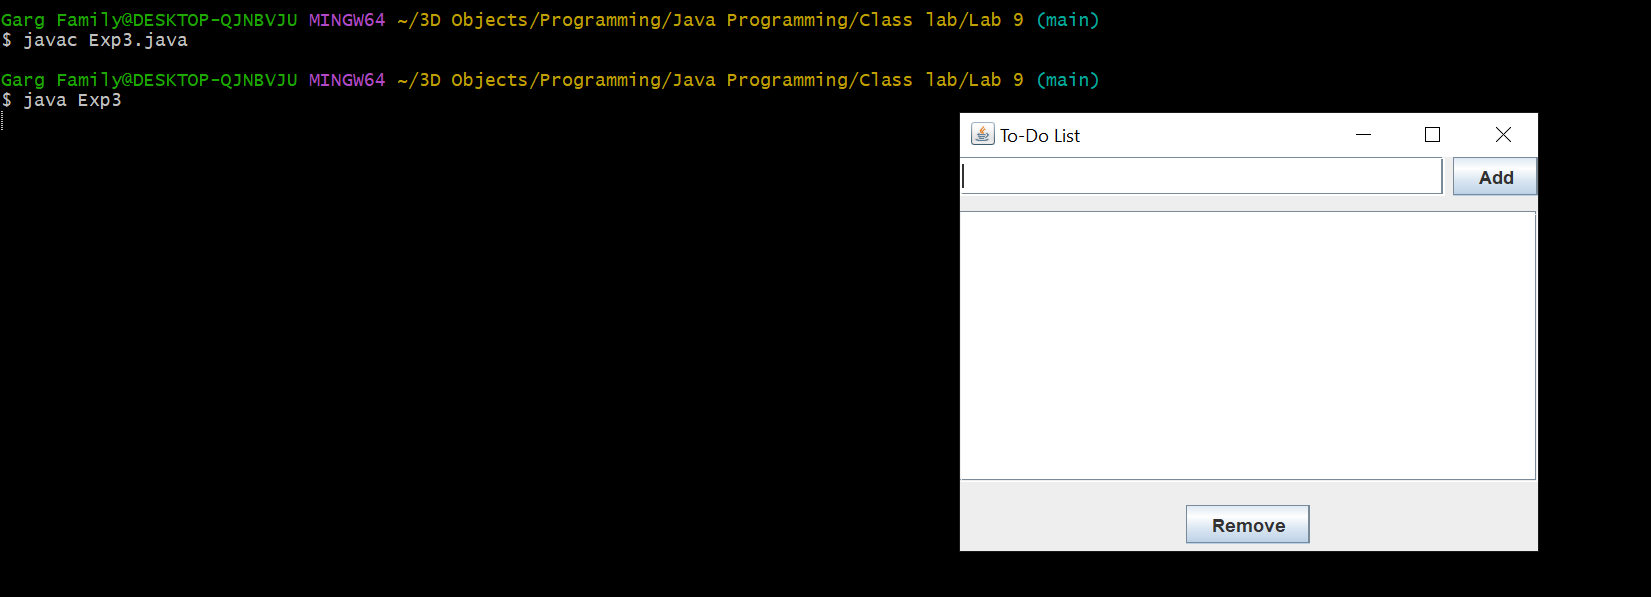 Garg Family@DESKTOP-QJNBVJU MINGW64 ~/3D Objects/Programming/Java Programming/Class lab/Lab 9 (main)
$ javac Exp3.java
Garg Family@DESKTOP-QJNBVJU MINGW64 ~/3D Objects/Programming/Java Programming/Class lab/Lab 9 (main)
$ java Exp3
To-Do List
Add
Remove